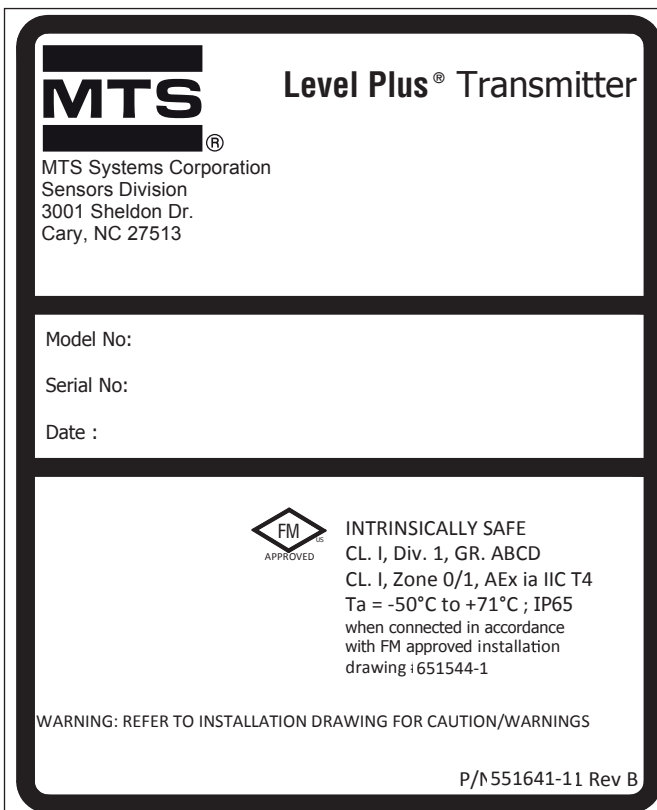 MTS
®
Level Plus® Transmitter
MTS Systems Corporation
Sensors Division
3001 Sheldon Dr.
Cary, NC 27513
Model No:
Serial No:
Date :
FM
US
APPROVED
INTRINSICALLY SAFE
CL. I, Div. 1, GR. ABCD
CL. I, Zone 0/1, AEx ia IIC T4
Ta = -50°C to +71°C ; IP65
when connected in accordance
with FM approved installation
drawing 651544-1
WARNING: REFER TO INSTALLATION DRAWING FOR CAUTION/WARNINGS
P/N 551641-11 Rev B